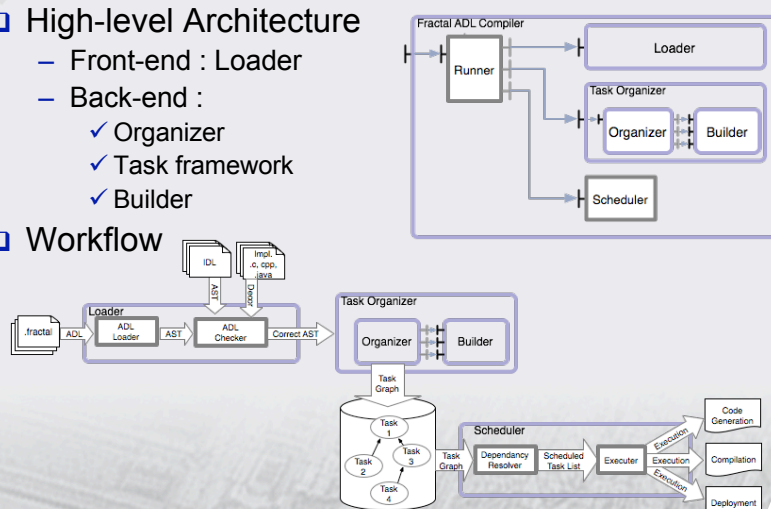 High-level Architecture
– Front-end : Loader
– Back-end :
✓ Organizer
✓ Task framework
✓ Builder
Fractal ADL Compiler
Runner
Loader
Task Organizer
Organizer
Builder
Scheduler
Workflow
IDL
Impl.
.c, cpp,
.java
AST
Decor
Loader
.fractal
ADL
ADL
Loader
AST
ADL
Checker
Correct AST
Task Organizer
Organizer
Builder
Task
Graph
Task
1
Task
2
Task
3
Task
4
Task
Graph
Scheduler
Dependancy
Resolver
Scheduled
Task List
Executer
Execution
Execution
Execution
Code
Generation
Compilation
Deployment